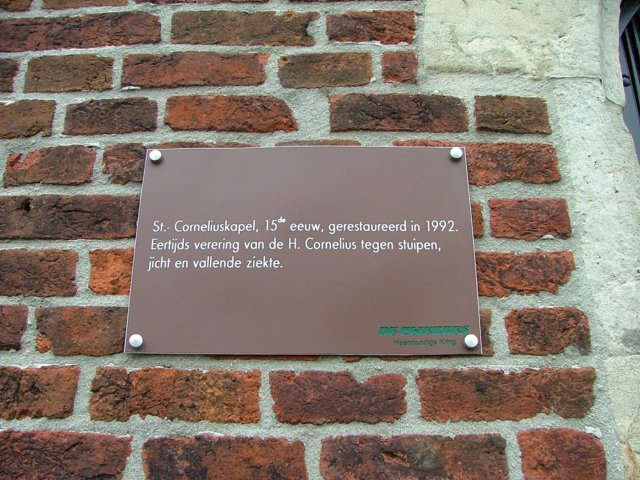 St.- Corneliuskapel, 15de eeuw, gerestaureerd in 1992.
Eertijds verering van de H. Cornelius tegen stuipen,
jicht en vallende ziekte.
Heemkundige Kring